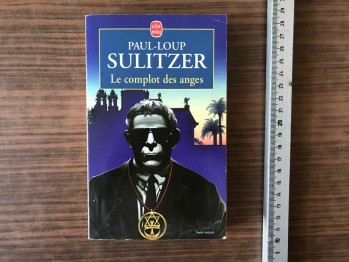 PAUL-LOUP
SULITZER
Le complot des anges